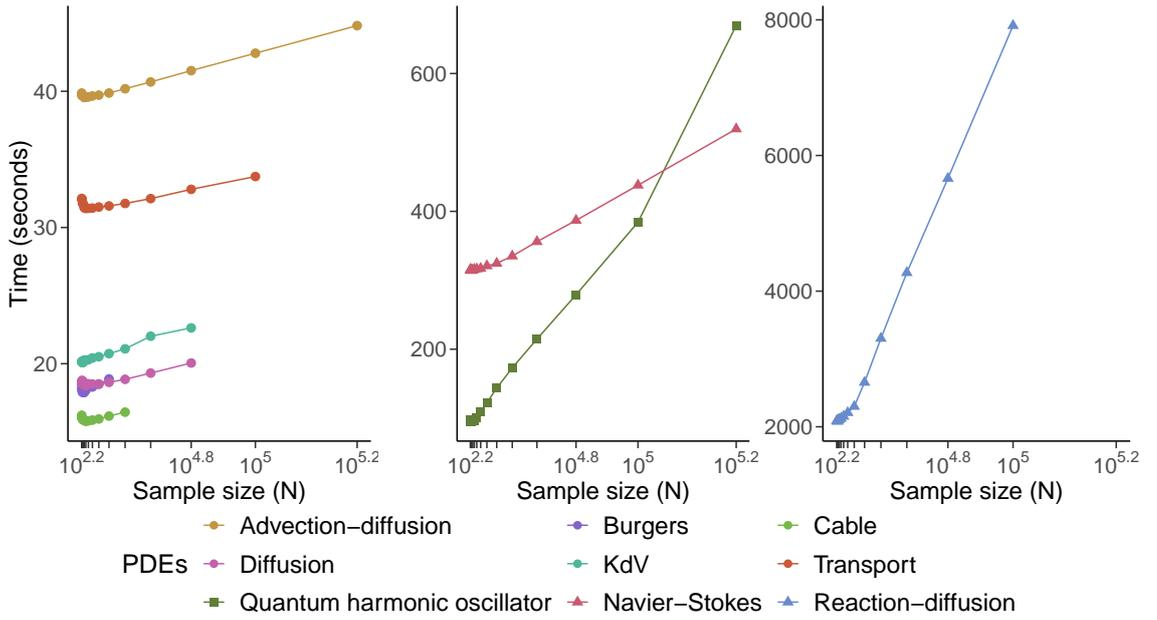 Time (seconds)
40
30
20
10^2.2 10^4.8 10^5 10^5.2
Sample size (N)
600
400
200
10^2.2 10^4.8 10^5 10^5.2
Sample size (N)
8000
6000
4000
2000
10^2.2 10^4.8 10^5 10^5.2
Sample size (N)
PDEs
Advection−diffusion
Burgers
Cable
Diffusion
KdV
Transport
Quantum harmonic oscillator
Navier−Stokes
Reaction−diffusion